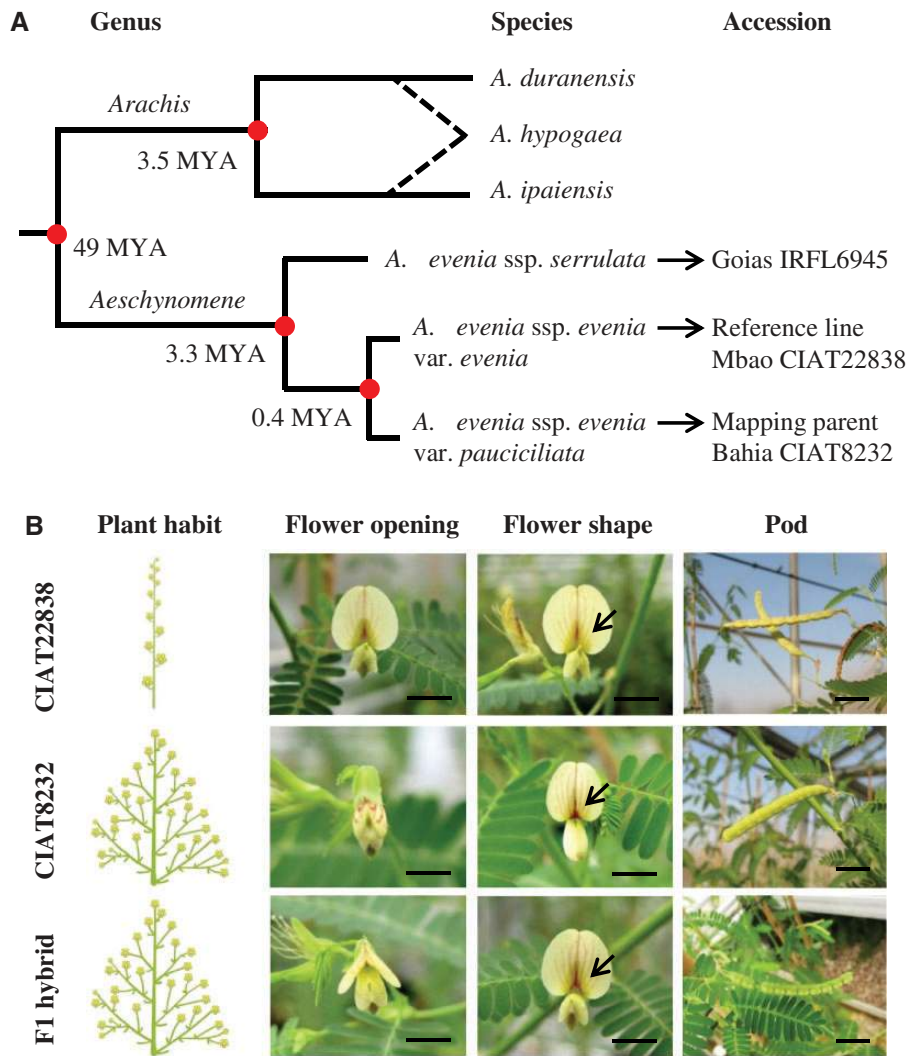 A
Genus Species Accession
A. duranensis
Arachis
A. hypogaea
3.5 MYA
A. ipaiensis
49 MYA
A. evenia ssp. serrulata Goias IRFL6945
Aeschynomene
A. evenia ssp. evenia Reference line
3.3 MYA
var. evenia Mbao CIAT22838
0.4 MYA
A. evenia ssp. evenia Mapping parent
var. pauciciliata Bahia CIAT8232
B Plant habit Flower opening Flower shape Pod
CIAT22838
CIAT8232
F1 hybrid